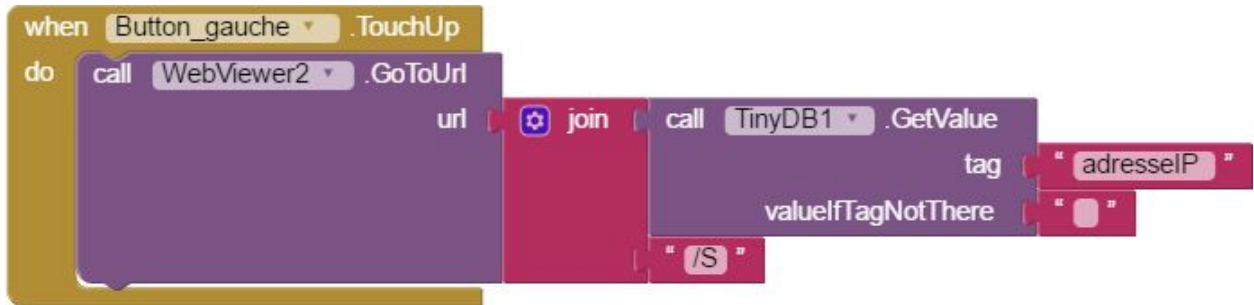 when Button_gauche .TouchUp
do call WebViewer2 .GoToUrl
url join call TinyDB1 .GetValue
tag " adresseIP "
valueIfTagNotThere " "
" /S "